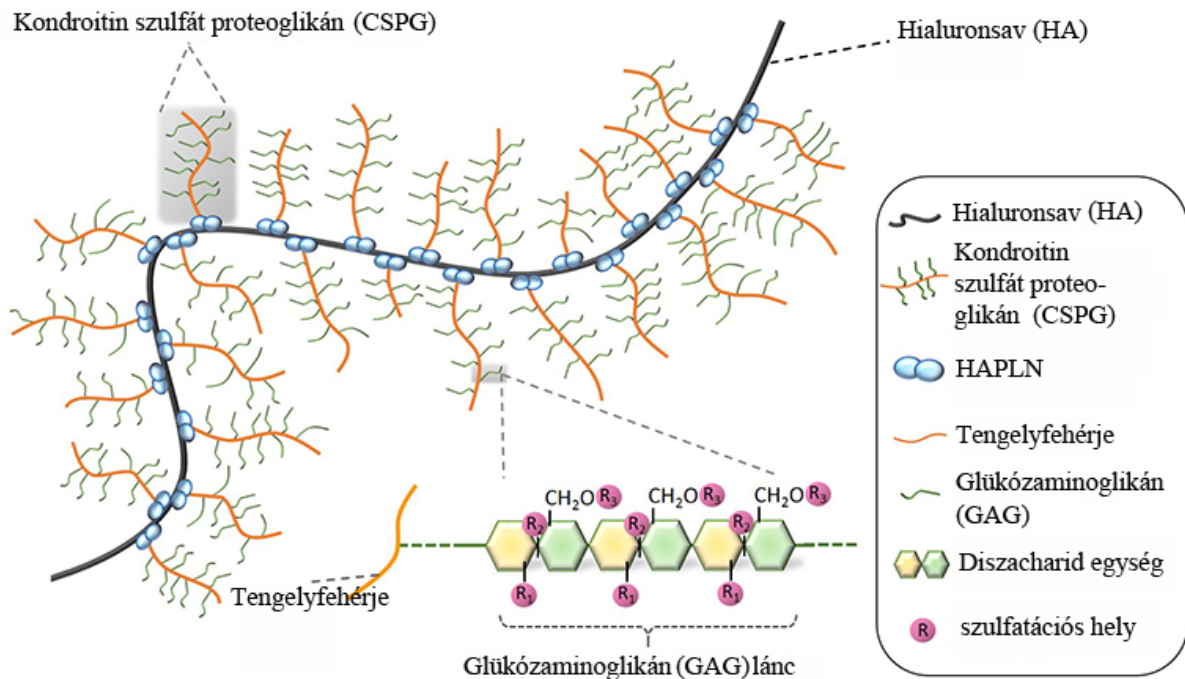 Kondroitin szulfát proteoglikán (CSPG)
Hialuronsav (HA)
Hialuronsav (HA)
Kondroitin
szulfát proteo-
glikán (CSPG)
HAPLN
Tengelyfehérje
Glükózaminoglikán
(GAG)
Diszacharid egység
R szulfatációs hely
CH₂O R₃ CH₂O R₃ CH₂O R₃
R₂ R₂ R₂
R₁ R₁ R₁
Tengelyfehérje
Glükózaminoglikán (GAG) lánc